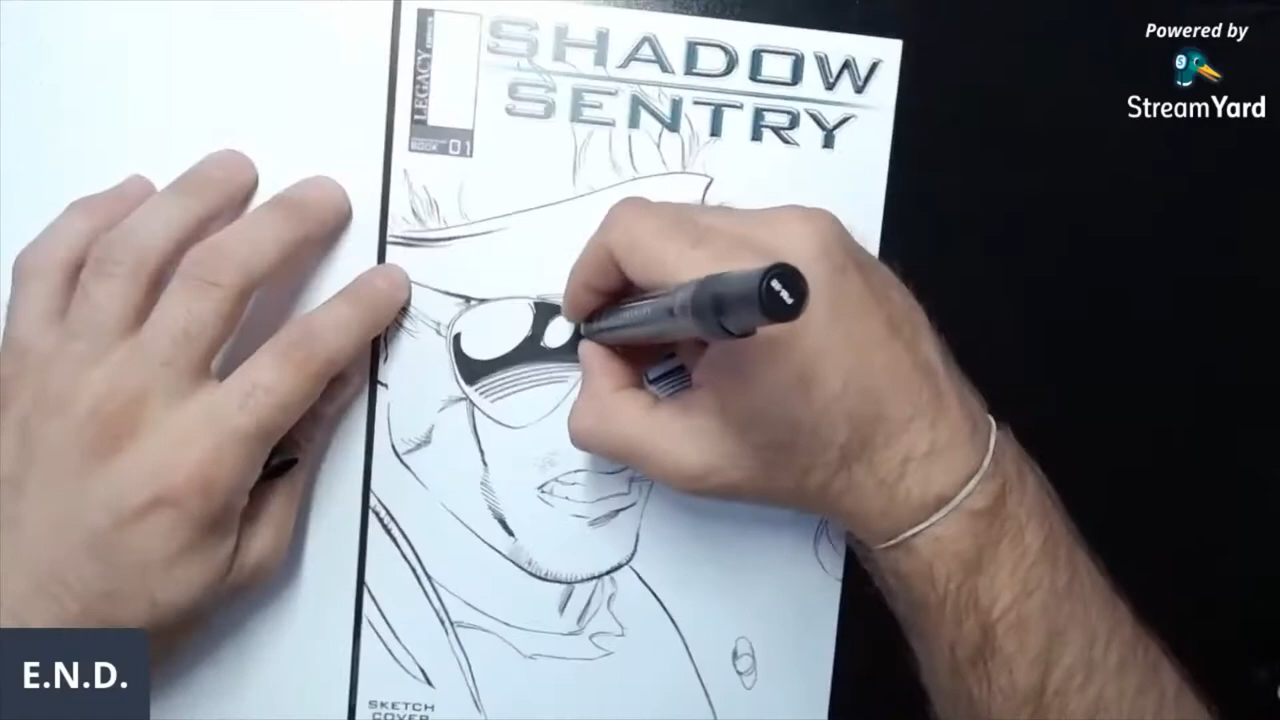 Powered by
StreamYard
SHADOW
SENTRY
LEGACY
BOOK 01
E.N.D.
SKETCH
COVER